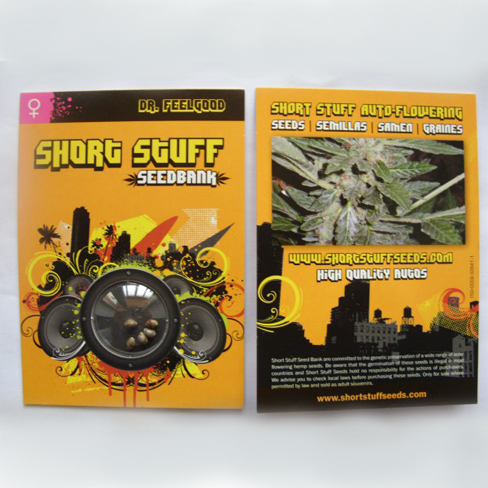 DR. FEELGOOD
SHORT STUFF
SEEDBANK
SHORT STUFF AUTO-FLOWERING
SEEDS | SEMILLAS | SAMEN | GRAINES
WWW.SHORTSTUFFSEEDS.COM
HIGH QUALITY AUTOS
Short Stuff Seed Bank are committed to the genetic preservation of a wide range of auto
flowering hemp seeds. Be aware that the germination of these seeds is illegal in most
countries and Short Stuff Seeds hold no responsibility for the actions of purchasers.
We advise you to check local laws before purchasing these seeds. Only for sale where
permitted by law and sold as adult souvenirs.
www.shortstuffseeds.com